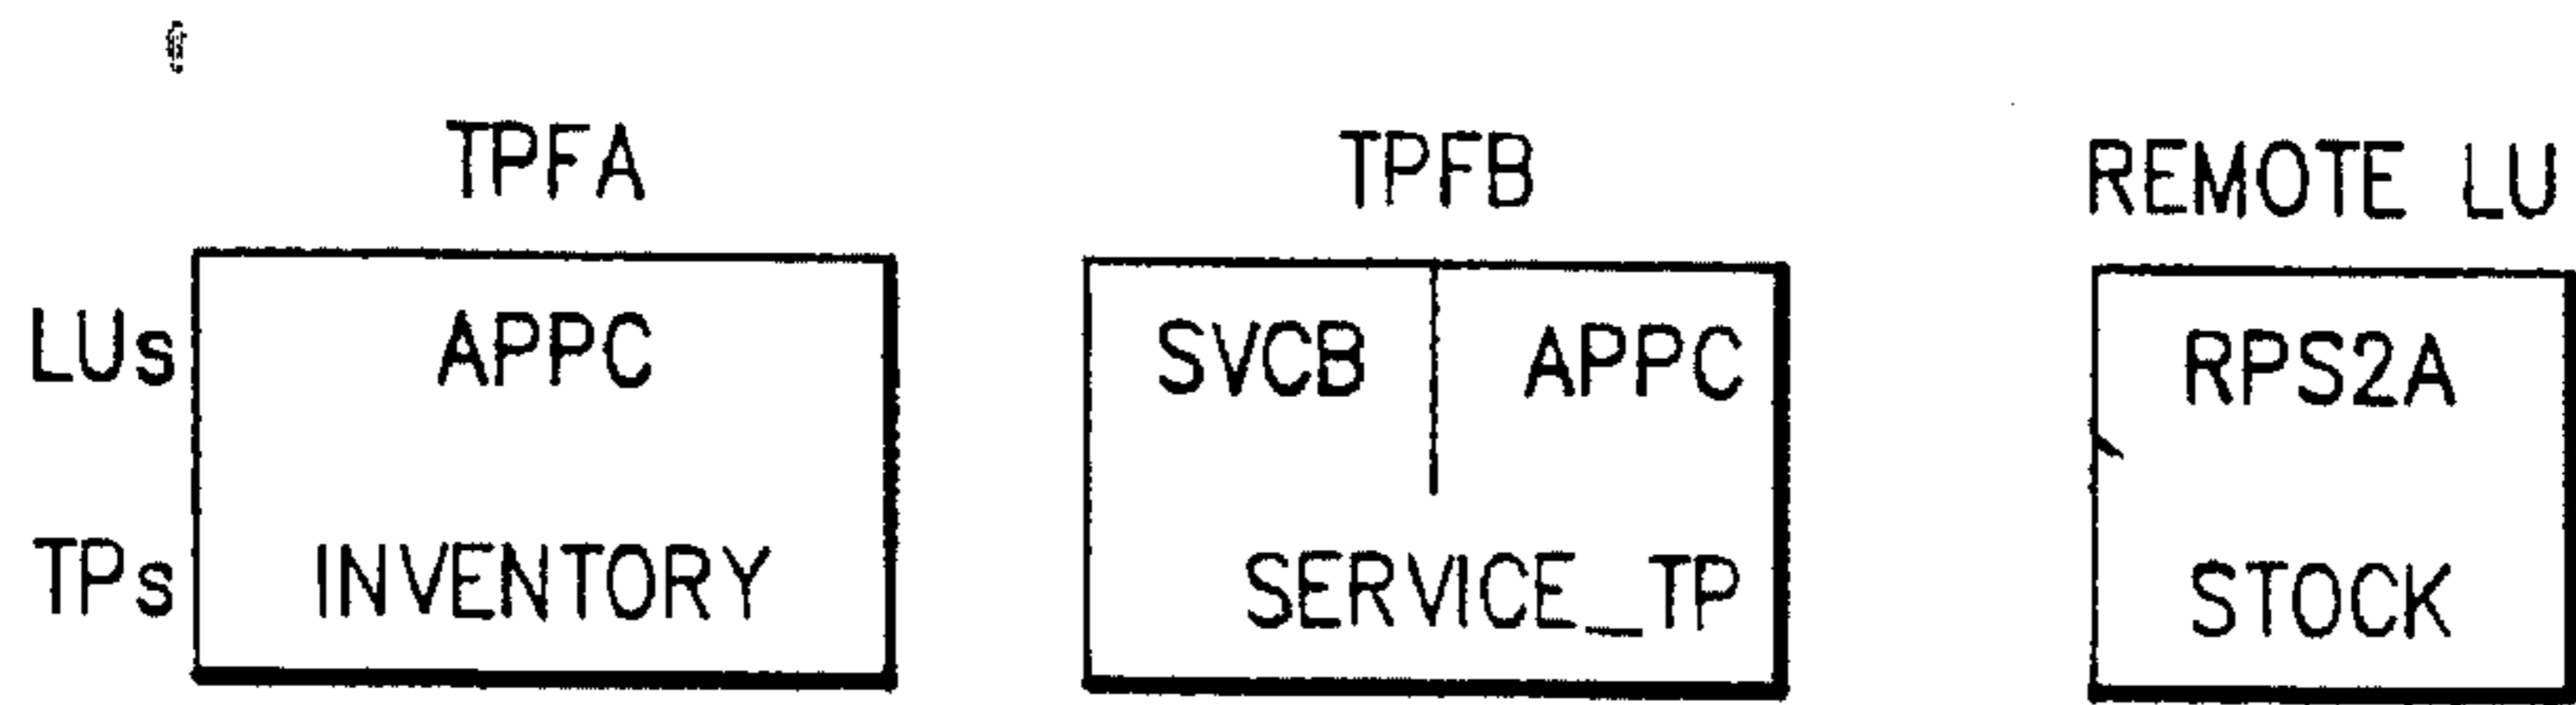 TPFA TPFB REMOTE LU
LUs APPC SVCB APPC RPS2A
TPs INVENTORY SERVICE_TP STOCK